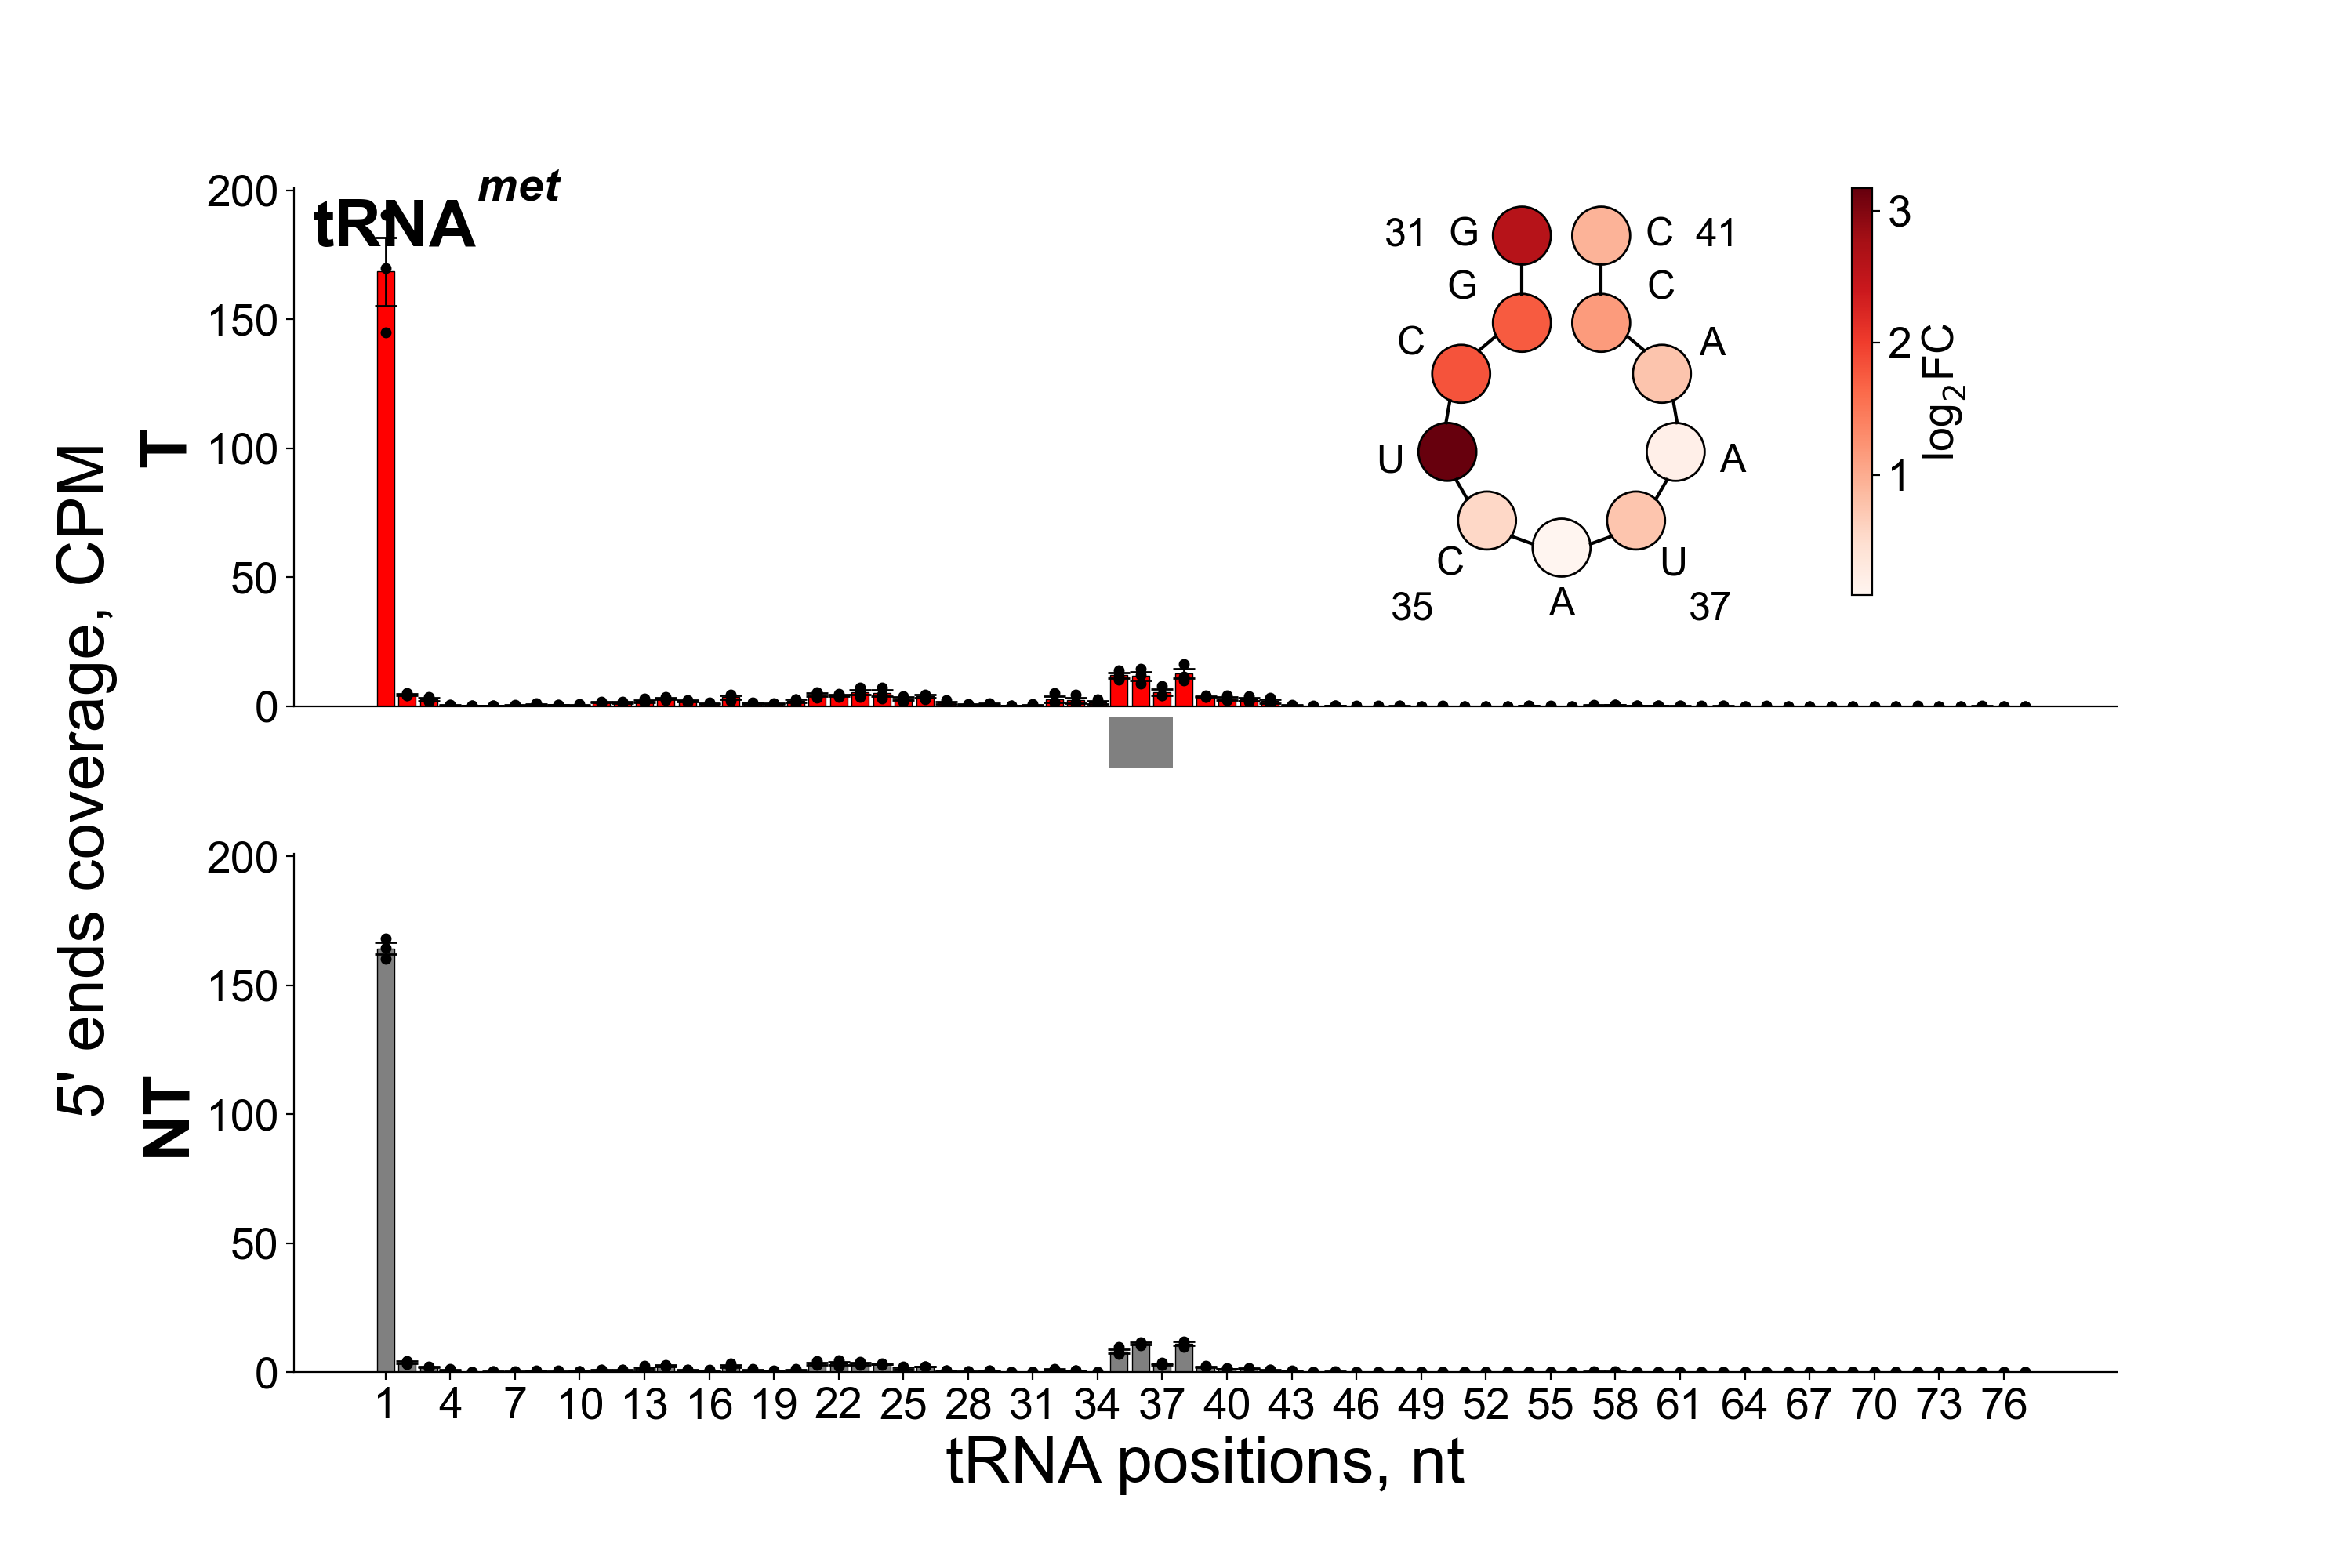 tRNA^met
5' ends coverage, CPM
T
200
150
100
50
0
31 G C 41
G C
C A
U A
C U
35 A 37
3
2
1
log₂FC
NT
200
150
100
50
0
1 4 7 10 13 16 19 22 25 28 31 34 37 40 43 46 49 52 55 58 61 64 67 70 73 76
tRNA positions, nt